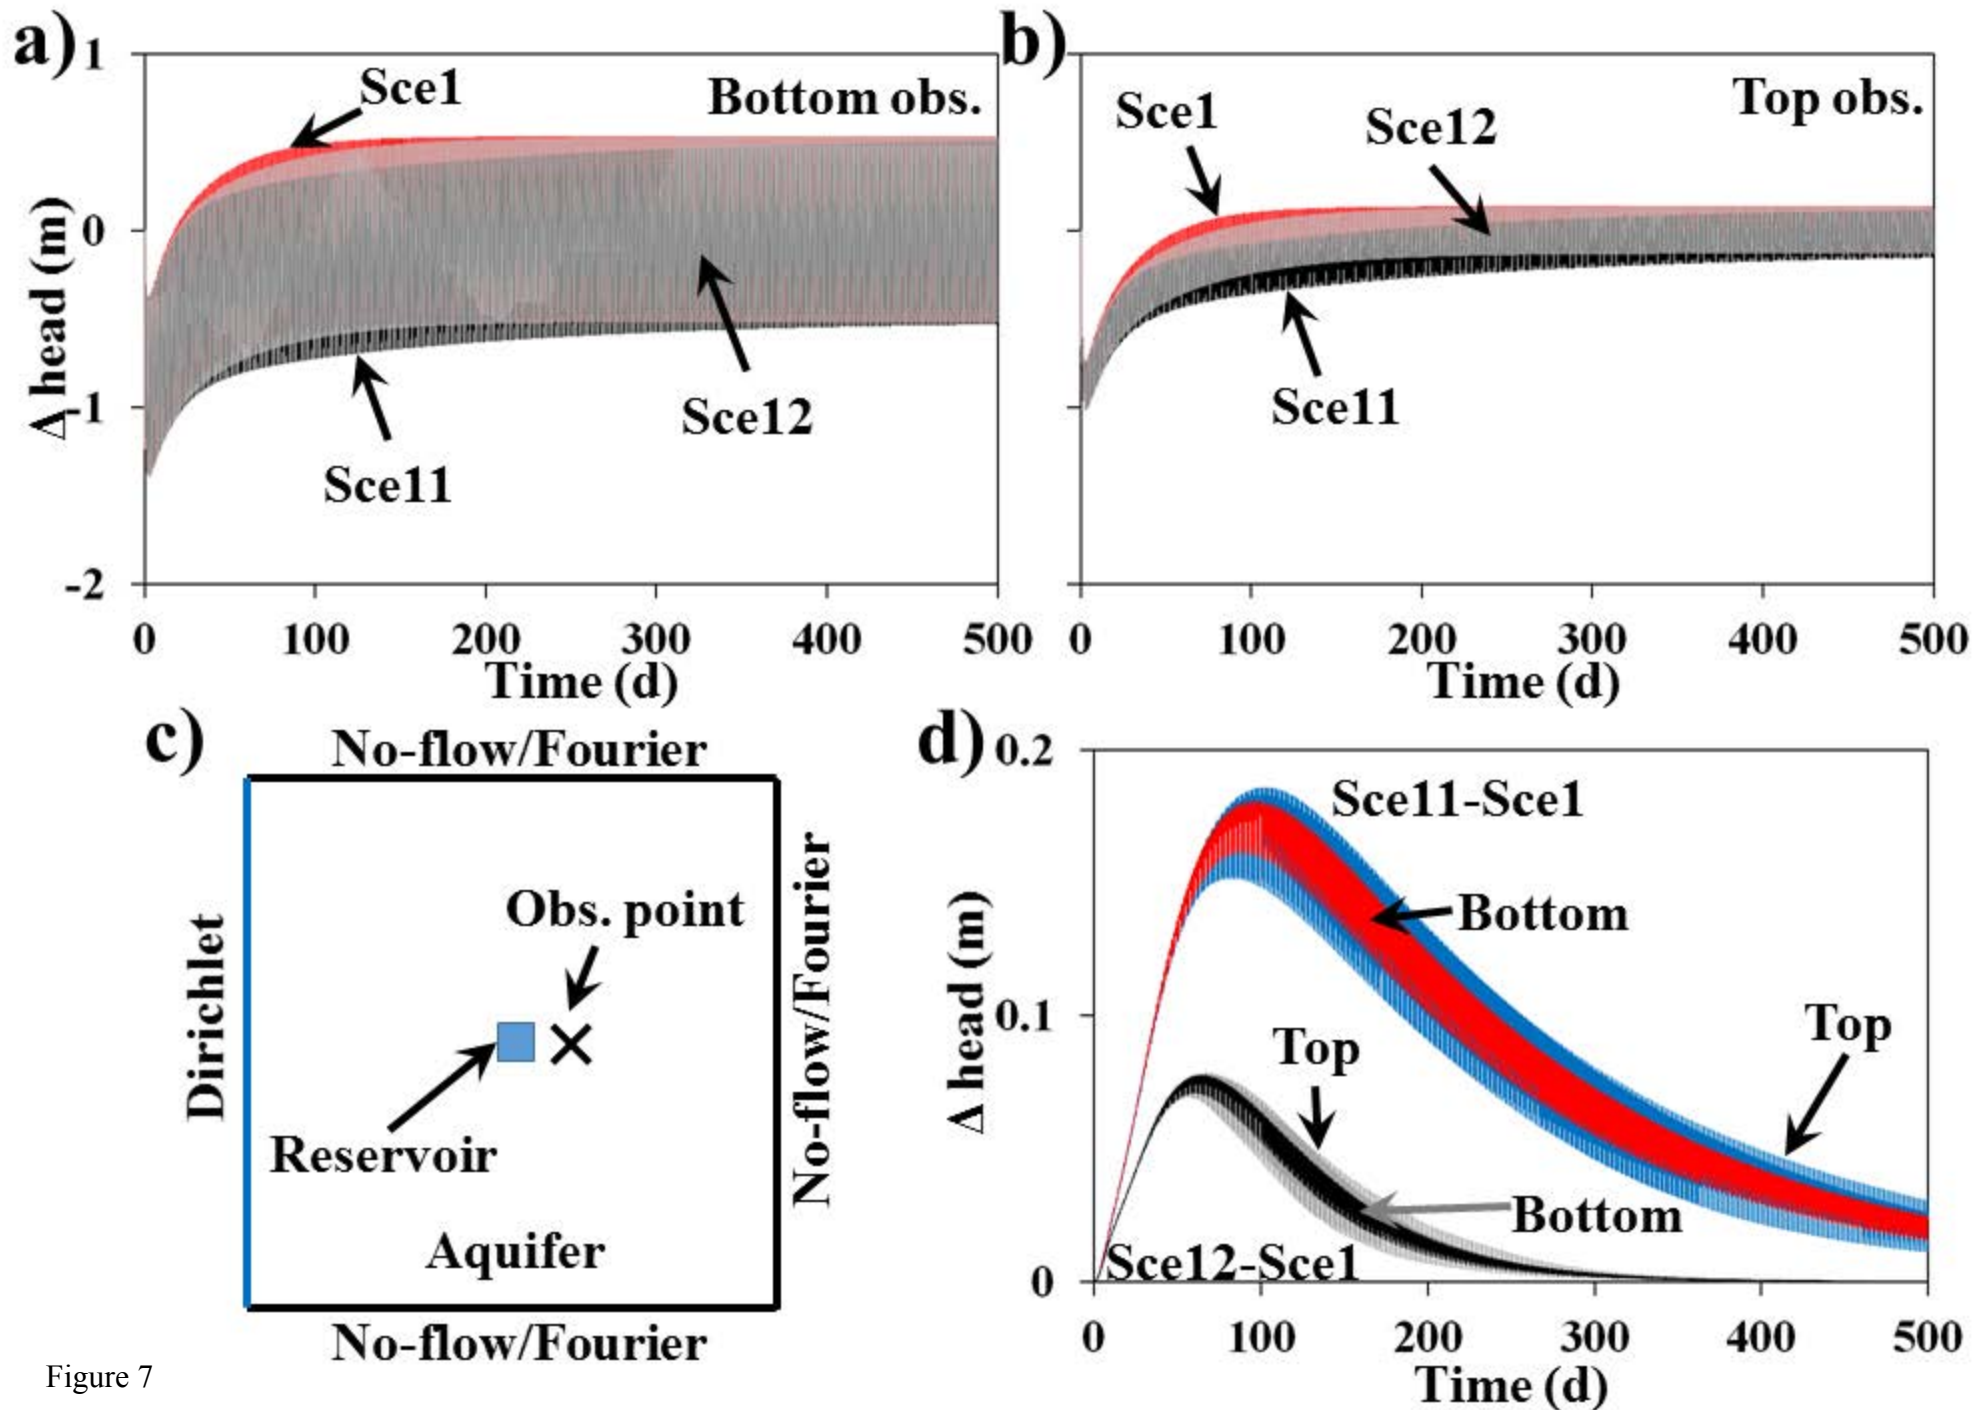 a)
1
Sce1
Bottom obs.
0
Δ head (m)
-1
Sce12
Sce11
-2
0 100 200 300 400 500
Time (d)
b)
Top obs.
Sce1
Sce12
Sce11
0 100 200 300 400 500
Time (d)
c)
No-flow/Fourier
Dirichlet
Obs. point
No-flow/Fourier
Reservoir
Aquifer
No-flow/Fourier
d)
0.2
Sce11-Sce1
Bottom
0.1
Δ head (m)
Top
Top
Bottom
Sce12-Sce1
0
0 100 200 300 400 500
Time (d)
Figure 7